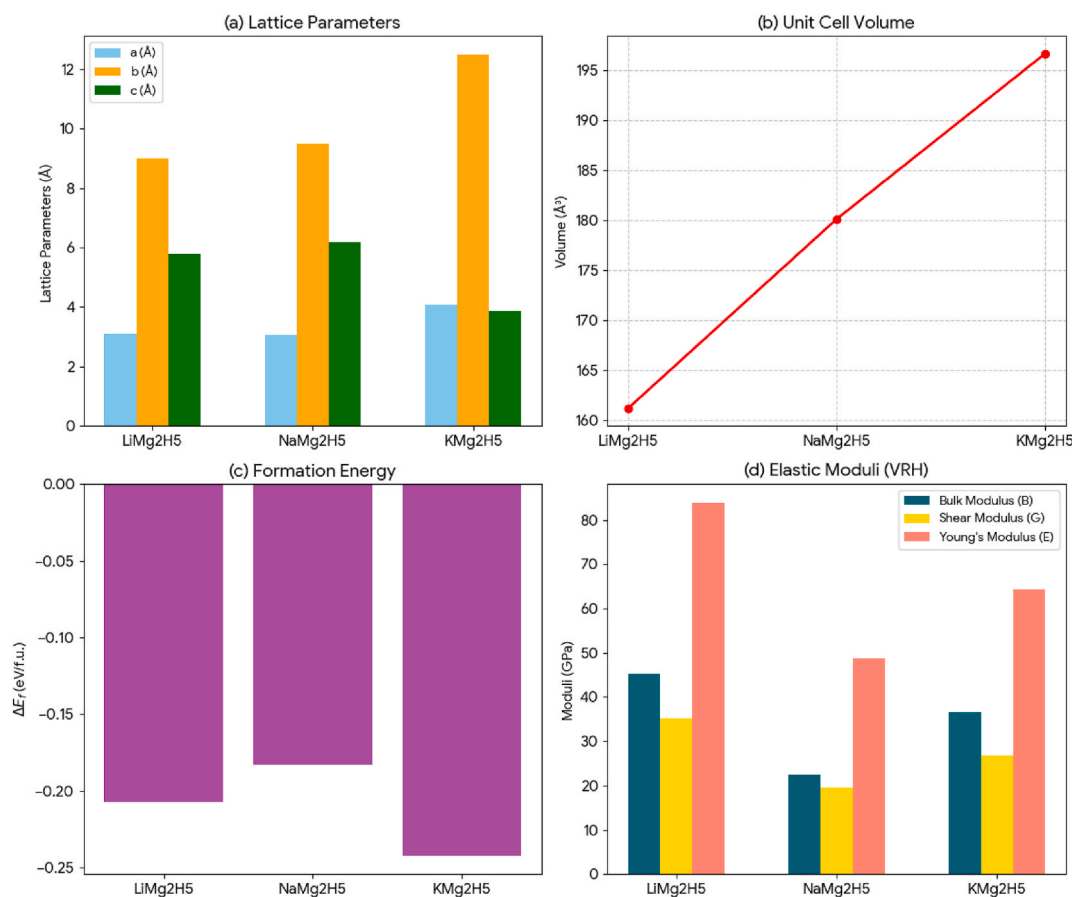 (a) Lattice Parameters
a (Å)
b (Å)
c (Å)
Lattice Parameters (Å)
12
10
8
6
4
2
0
LiMg2H5 NaMg2H5 KMg2H5
(b) Unit Cell Volume
Volume (Å³)
195
190
185
180
175
170
165
160
LiMg2H5 NaMg2H5 KMg2H5
(c) Formation Energy
ΔEf (eV/f.u.)
0.00
−0.05
−0.10
−0.15
−0.20
−0.25
LiMg2H5 NaMg2H5 KMg2H5
(d) Elastic Moduli (VRH)
Bulk Modulus (B)
Shear Modulus (G)
Young's Modulus (E)
Moduli (GPa)
80
70
60
50
40
30
20
10
0
LiMg2H5 NaMg2H5 KMg2H5